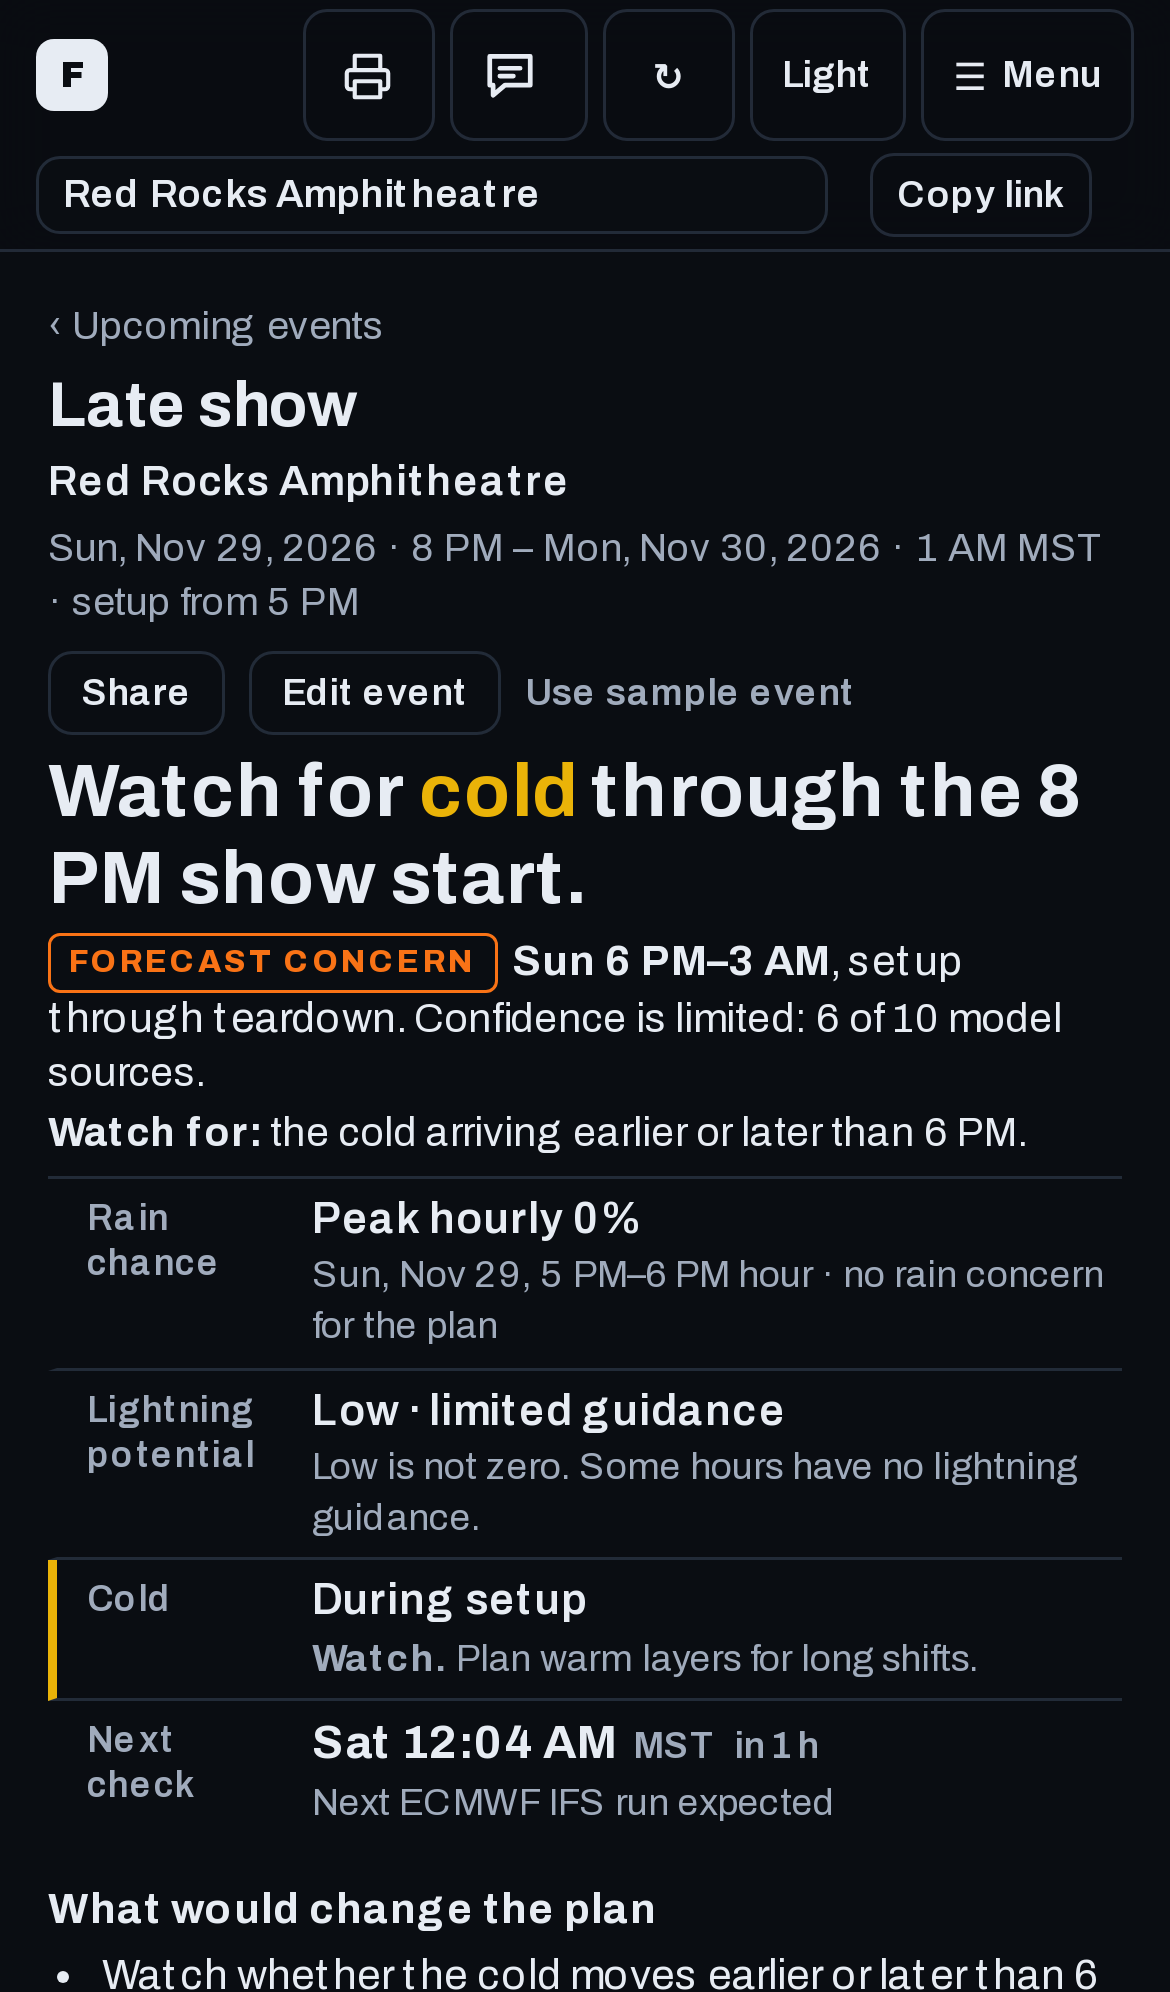 F
↻
Light
☰ Menu
Red Rocks Amphitheatre
Copy link
‹ Upcoming events
Late show
Red Rocks Amphitheatre
Sun, Nov 29, 2026 · 8 PM – Mon, Nov 30, 2026 · 1 AM MST
· setup from 5 PM
Share
Edit event
Use sample event
Watch for cold through the 8
PM show start.
FORECAST CONCERN Sun 6 PM–3 AM, setup
through teardown. Confidence is limited: 6 of 10 model
sources.
Watch for: the cold arriving earlier or later than 6 PM.
Rain
chance
Peak hourly 0%
Sun, Nov 29, 5 PM–6 PM hour · no rain concern
for the plan
Lightning
potential
Low · limited guidance
Low is not zero. Some hours have no lightning
guidance.
Cold
During setup
Watch. Plan warm layers for long shifts.
Next
check
Sat 12:04 AM MST in 1 h
Next ECMWF IFS run expected
What would change the plan
• Watch whether the cold moves earlier or later than 6